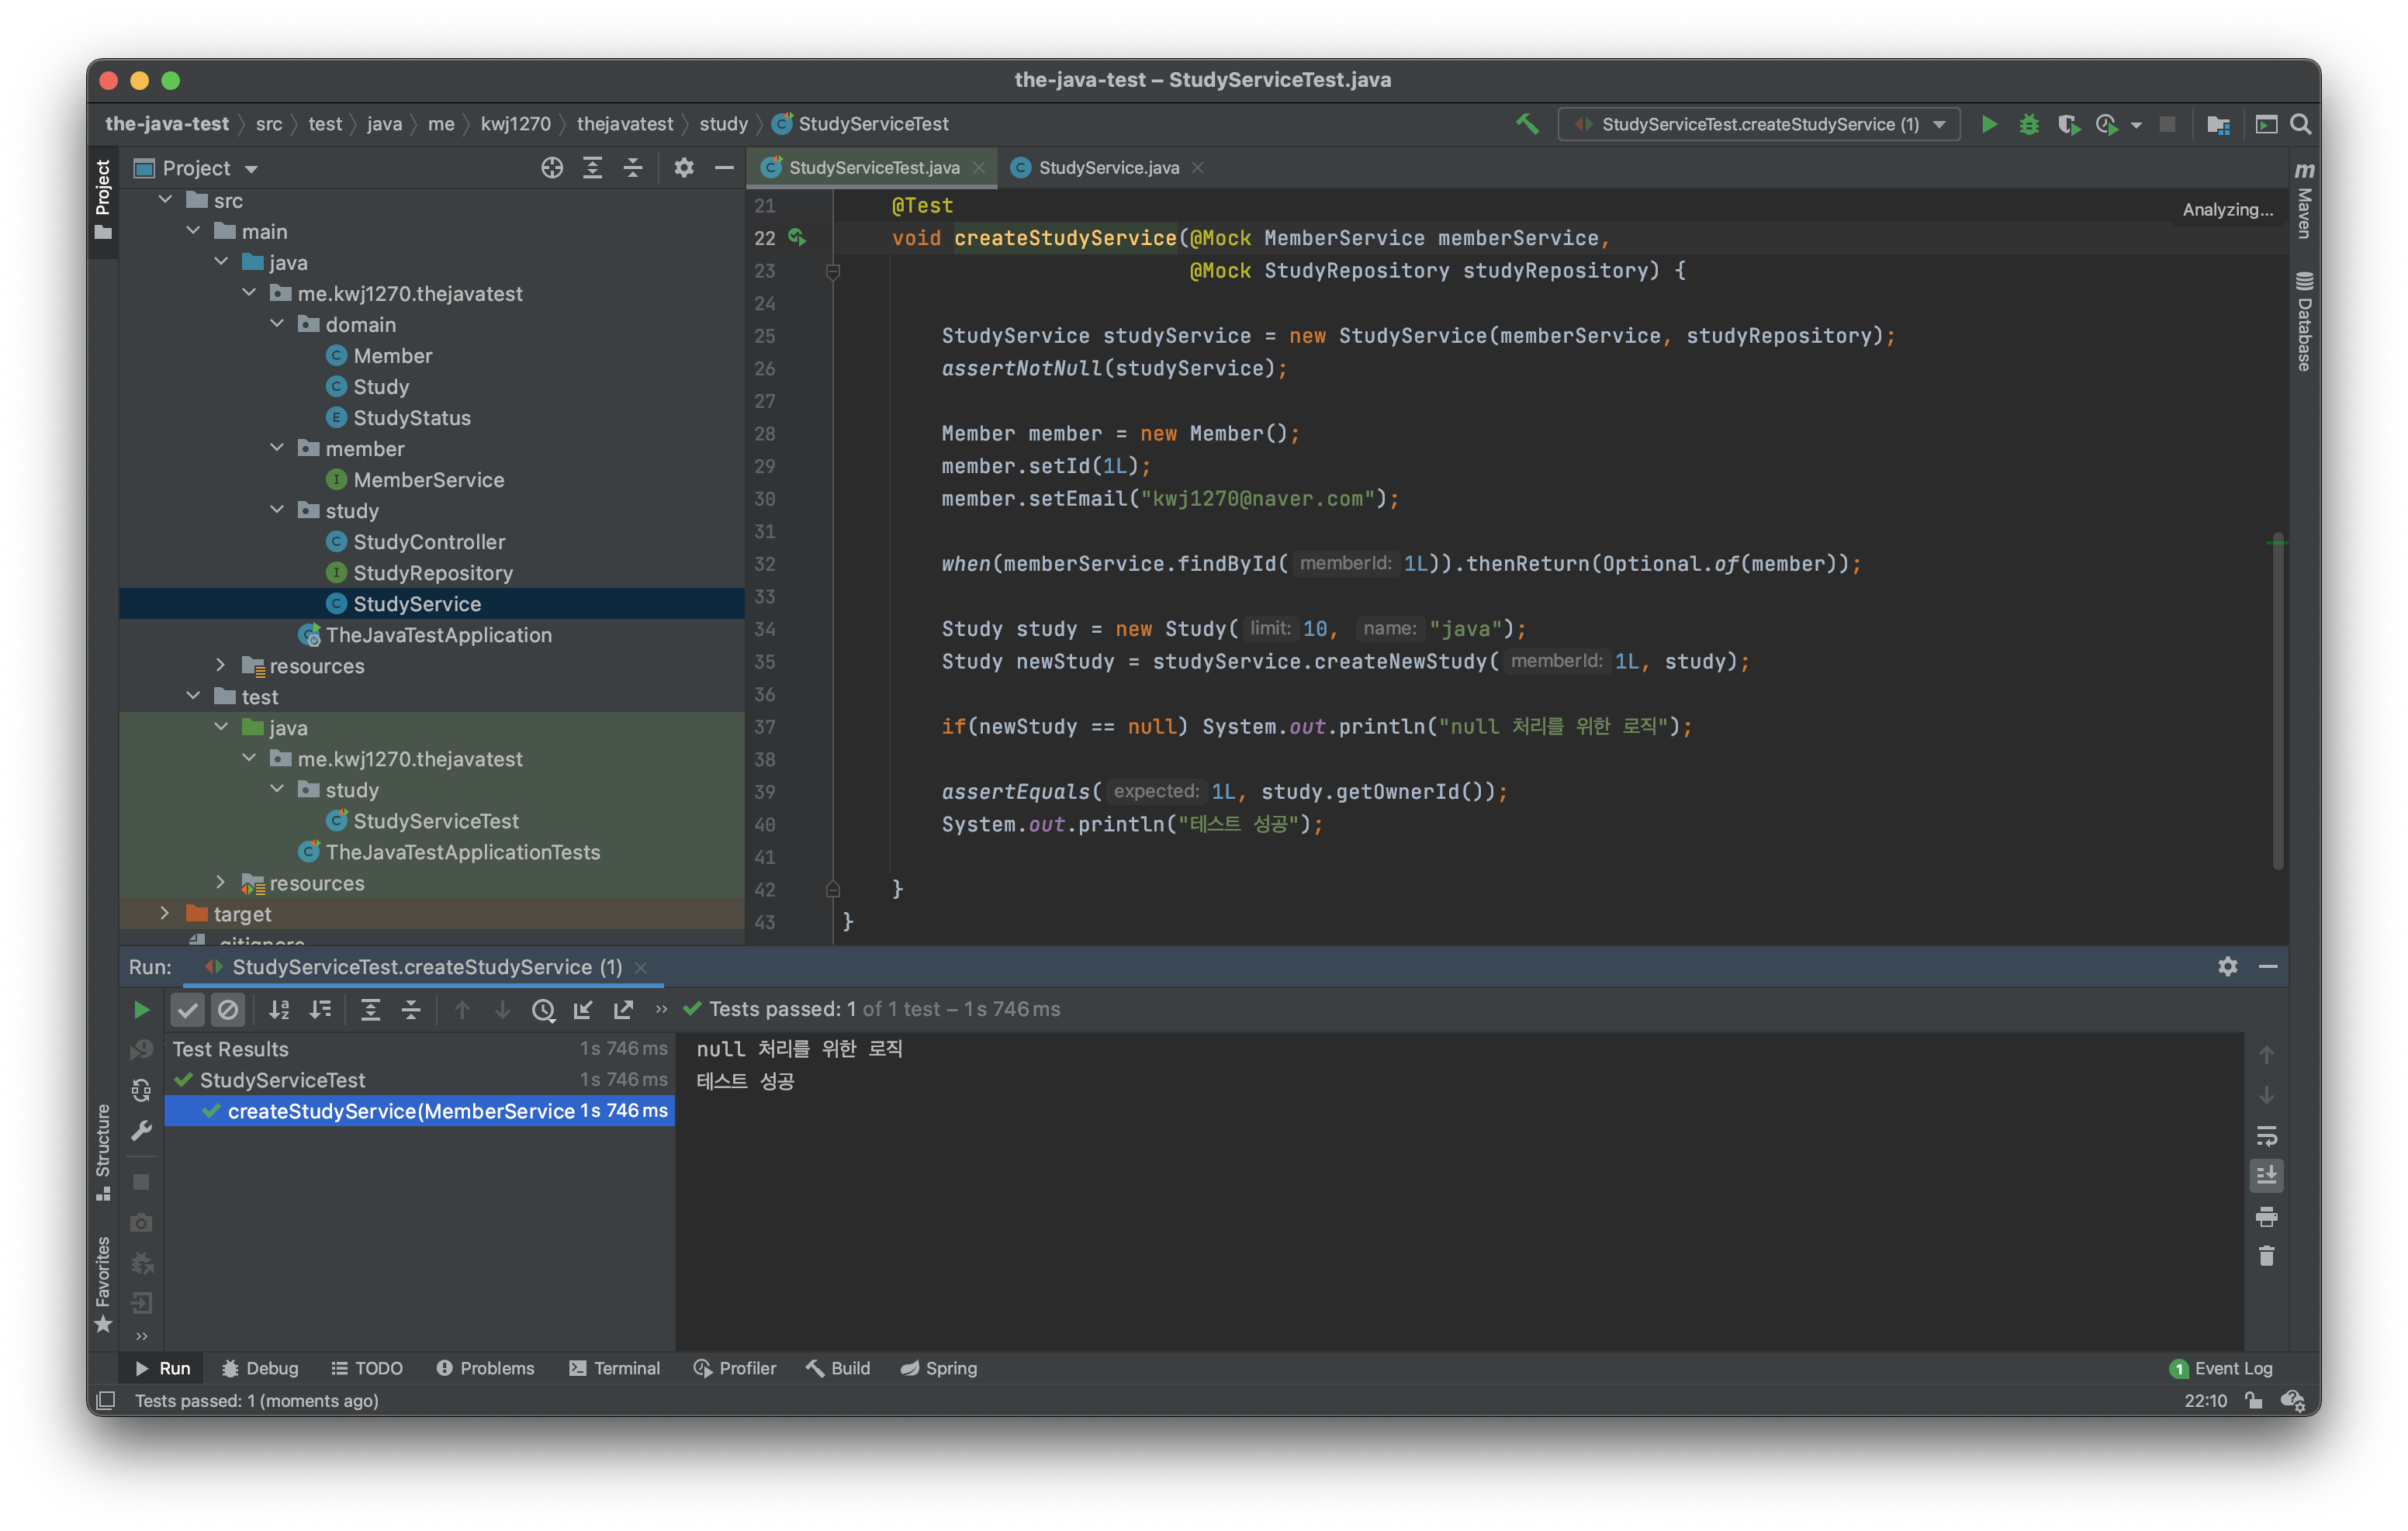 the-java-test – StudyServiceTest.java
the-java-test src test java me kwj1270 thejavatest study StudyServiceTest
StudyServiceTest.createStudyService (1)
Project
Project
StudyServiceTest.java
StudyService.java
src
main
java
me.kwj1270.thejavatest
domain
Member
Study
StudyStatus
member
MemberService
study
StudyController
StudyRepository
StudyService
TheJavaTestApplication
resources
test
java
me.kwj1270.thejavatest
study
StudyServiceTest
TheJavaTestApplicationTests
resources
target
.gitignore
Analyzing...
21 @Test
22 void createStudyService(@Mock MemberService memberService,
23 @Mock StudyRepository studyRepository) {
24
25 StudyService studyService = new StudyService(memberService, studyRepository);
26 assertNotNull(studyService);
27
28 Member member = new Member();
29 member.setId(1L);
30 member.setEmail("kwj1270@naver.com");
31
32 when(memberService.findById( memberId: 1L)).thenReturn(Optional.of(member));
33
34 Study study = new Study( limit: 10, name: "java");
35 Study newStudy = studyService.createNewStudy( memberId: 1L, study);
36
37 if(newStudy == null) System.out.println("null 처리를 위한 로직");
38
39 assertEquals( expected: 1L, study.getOwnerId());
40 System.out.println("테스트 성공");
41
42 }
43 }
m Maven
Database
Run: StudyServiceTest.createStudyService (1)
Tests passed: 1 of 1 test – 1 s 746 ms
Test Results 1 s 746 ms
StudyServiceTest 1 s 746 ms
createStudyService(MemberService 1 s 746 ms
null 처리를 위한 로직
테스트 성공
Structure
Favorites
Run Debug TODO Problems Terminal Profiler Build Spring
1 Event Log
Tests passed: 1 (moments ago)
22:10